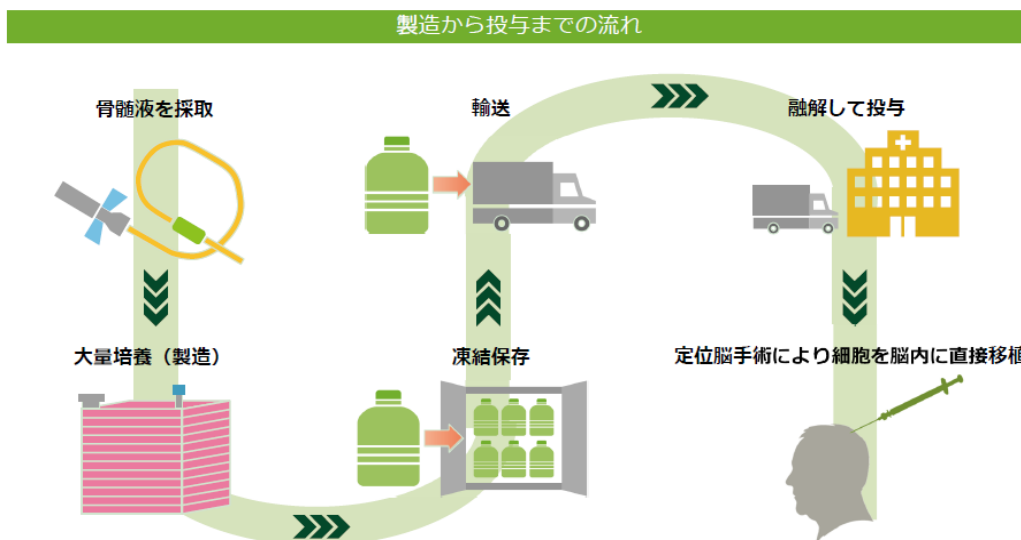 製造から投与までの流れ
骨髄液を採取
大量培養（製造）
凍結保存
輸送
融解して投与
定位脳手術により細胞を脳内に直接移植